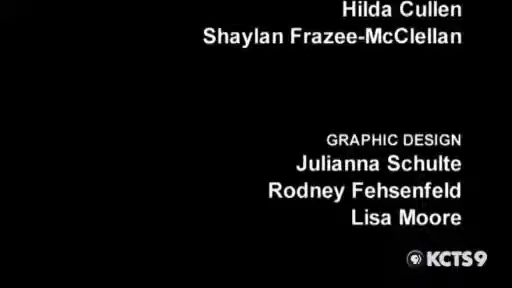 Hilda Cullen
Shaylan Frazee-McClellan
GRAPHIC DESIGN
Julianna Schulte
Rodney Fehsenfeld
Lisa Moore
KCTS9